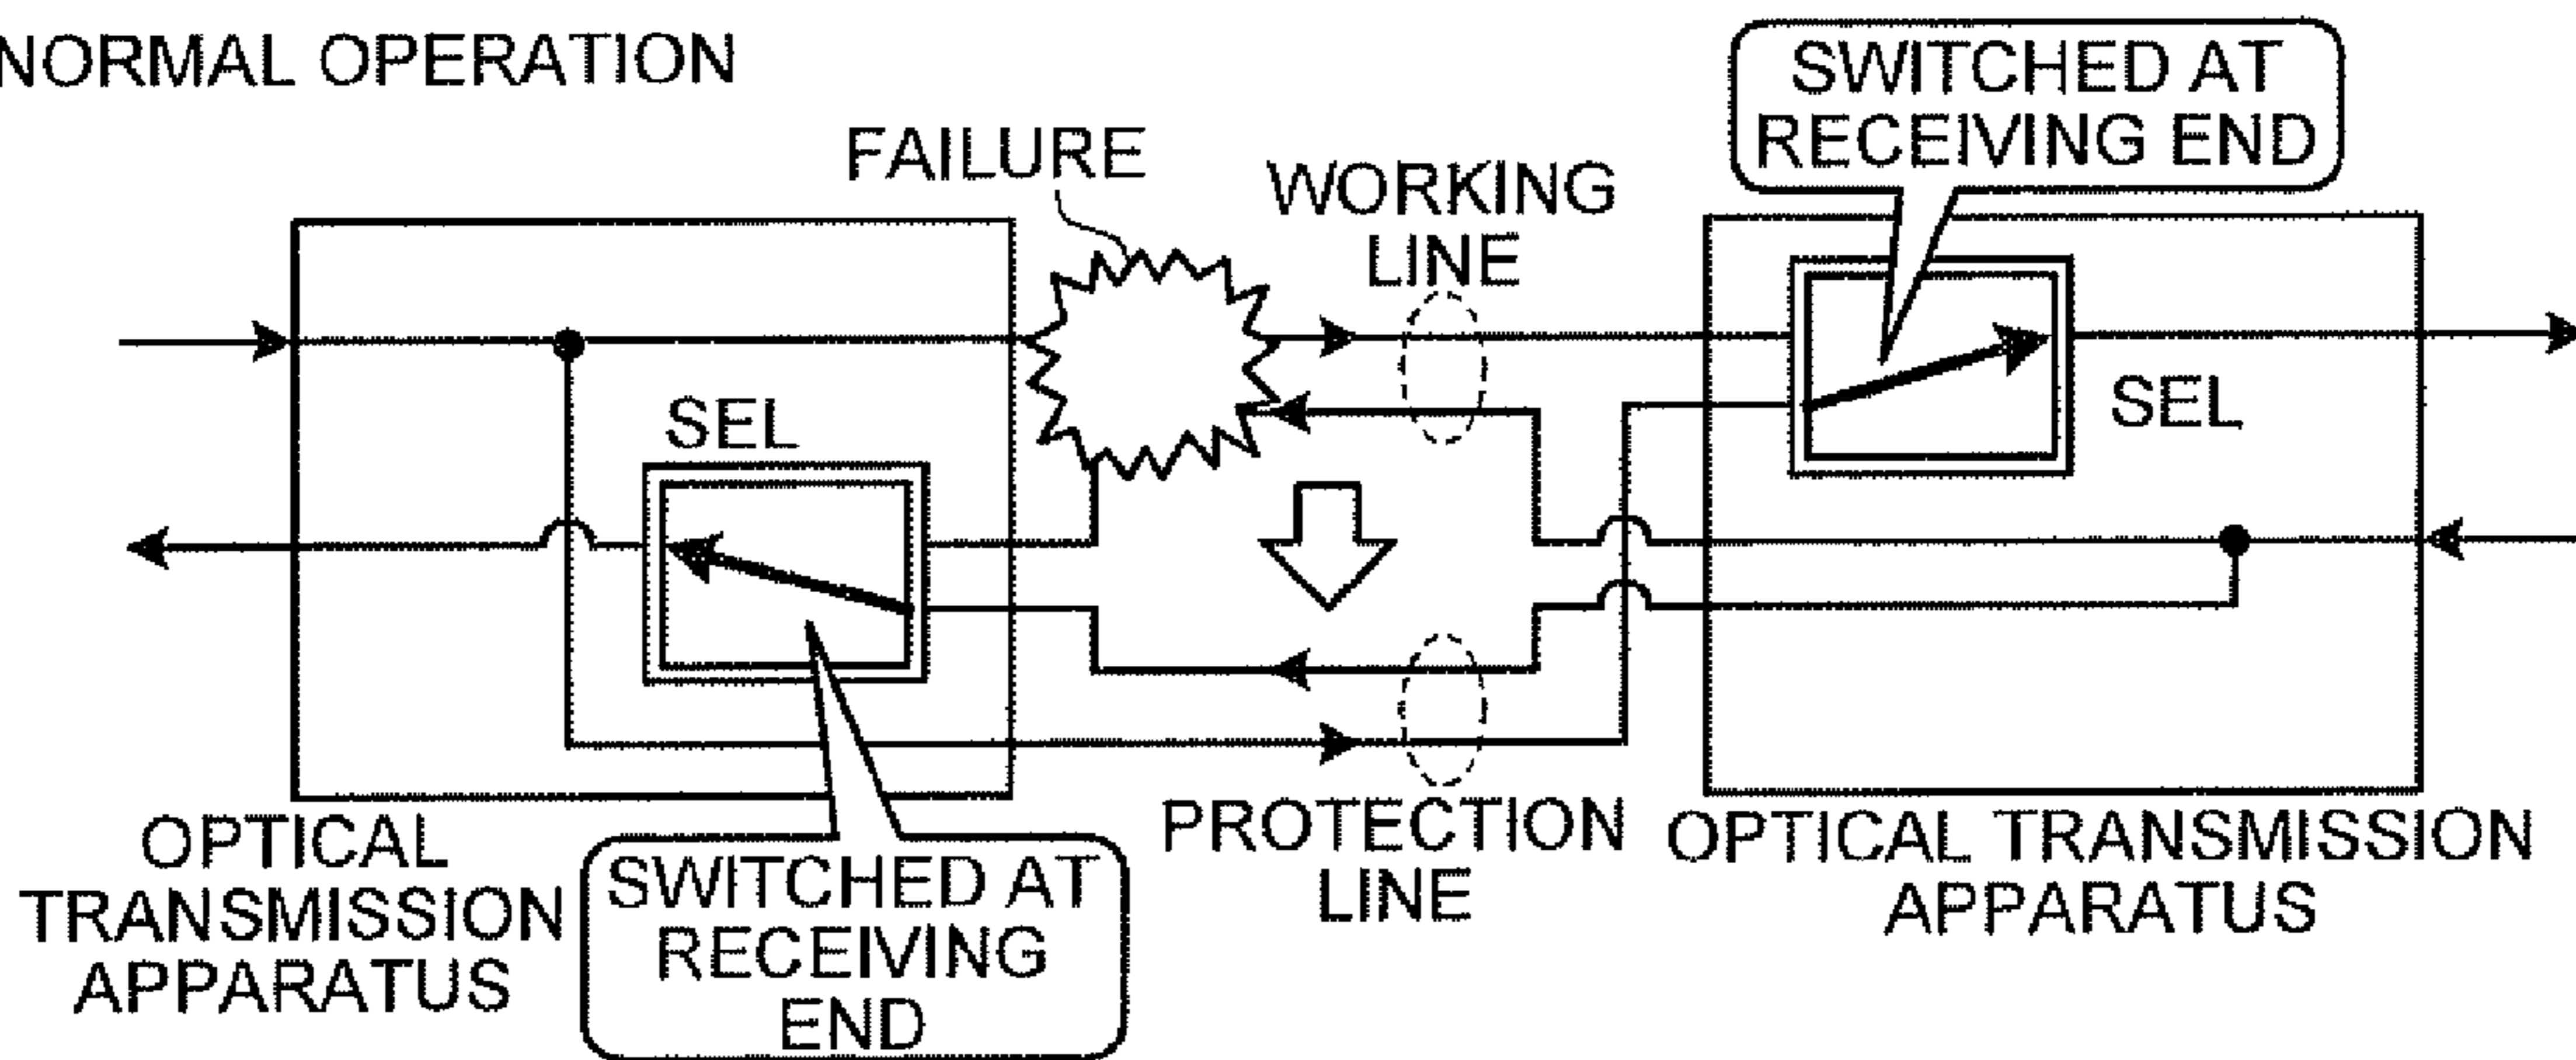 NORMAL OPERATION
SWITCHED AT
RECEIVING END
FAILURE
WORKING
LINE
SEL
SEL
PROTECTION
LINE
OPTICAL
TRANSMISSION
APPARATUS
SWITCHED AT
RECEIVING
END
OPTICAL TRANSMISSION
APPARATUS